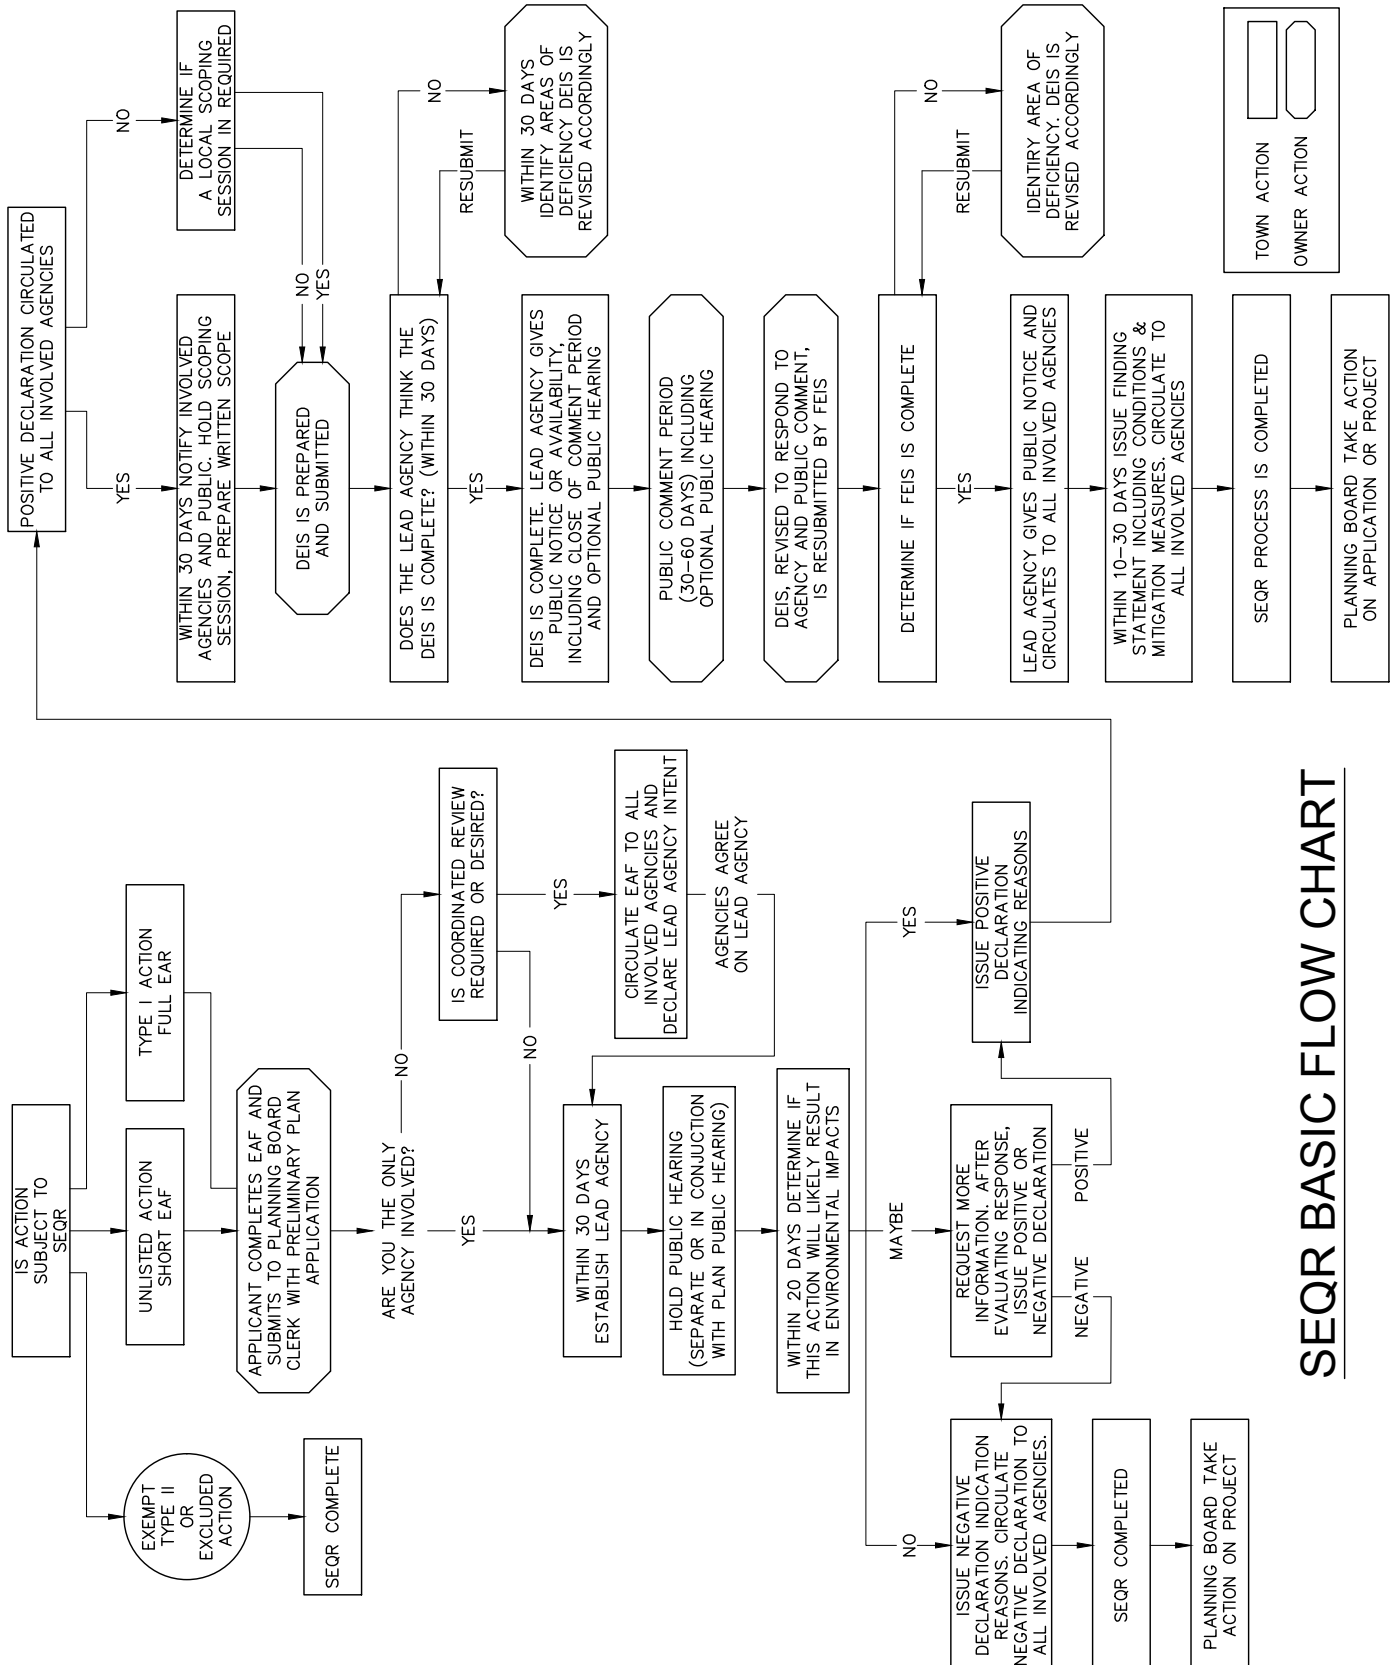 IS ACTION
SUBJECT TO
SEQR
EXEMPT
TYPE II
OR
EXCLUDED
ACTION
SEQR COMPLETE
UNLISTED ACTION
SHORT EAF
TYPE I ACTION
FULL EAR
APPLICANT COMPLETES EAF AND
SUBMITS TO PLANNING BOARD
CLERK WITH PRELIMINARY PLAN
APPLICATION
ARE YOU THE ONLY
AGENCY INVOLVED?
NO
YES
IS COORDINATED REVIEW
REQUIRED OR DESIRED?
NO
YES
CIRCULATE EAF TO ALL
INVOLVED AGENCIES AND
DECLARE LEAD AGENCY INTENT
AGENCIES AGREE
ON LEAD AGENCY
WITHIN 30 DAYS
ESTABLISH LEAD AGENCY
HOLD PUBLIC HEARING
(SEPARATE OR IN CONJUCTION
WITH PLAN PUBLIC HEARING)
WITHIN 20 DAYS DETERMINE IF
THIS ACTION WILL LIKELY RESULT
IN ENVIRONMENTAL IMPACTS
NO
MAYBE
YES
ISSUE NEGATIVE
DECLARATION INDICATION
REASONS. CIRCULATE
NEGATIVE DECLARATION TO
ALL INVOLVED AGENCIES.
REQUEST MORE
INFORMATION. AFTER
EVALUATING RESPONSE,
ISSUE POSITIVE OR
NEGATIVE DECLARATION
ISSUE POSITIVE
DECLARATION
INDICATING REASONS
NEGATIVE
POSITIVE
SEQR COMPLETED
PLANNING BOARD TAKE
ACTION ON PROJECT
POSITIVE DECLARATION CIRCULATED
TO ALL INVOLVED AGENCIES
YES
NO
WITHIN 30 DAYS NOTIFY INVOLVED
AGENCIES AND PUBLIC. HOLD SCOPING
SESSION, PREPARE WRITTEN SCOPE
DETERMINE IF
A LOCAL SCOPING
SESSION IN REQUIRED
NO
YES
DEIS IS PREPARED
AND SUBMITTED
DOES THE LEAD AGENCY THINK THE
DEIS IS COMPLETE? (WITHIN 30 DAYS)
NO
RESUBMIT
YES
WITHIN 30 DAYS
IDENTIFY AREAS OF
DEFICIENCY DEIS IS
REVISED ACCORDINGLY
DEIS IS COMPLETE. LEAD AGENCY GIVES
PUBLIC NOTICE OR AVAILABILITY,
INCLUDING CLOSE OF COMMENT PERIOD
AND OPTIONAL PUBLIC HEARING
PUBLIC COMMENT PERIOD
(30-60 DAYS) INCLUDING
OPTIONAL PUBLIC HEARING
DEIS, REVISED TO RESPOND TO
AGENCY AND PUBLIC COMMENT,
IS RESUBMITTED BY FEIS
DETERMINE IF FEIS IS COMPLETE
NO
RESUBMIT
YES
IDENTIRY AREA OF
DEFICIENCY. DEIS IS
REVISED ACCORDINGLY
LEAD AGENCY GIVES PUBLIC NOTICE AND
CIRCULATES TO ALL INVOLVED AGENCIES
WITHIN 10-30 DAYS ISSUE FINDING
STATEMENT INCLUDING CONDITIONS &
MITIGATION MEASURES. CIRCULATE TO
ALL INVOLVED AGENCIES
SEQR PROCESS IS COMPLETED
PLANNING BOARD TAKE ACTION
ON APPLICATION OR PROJECT
TOWN ACTION
OWNER ACTION
SEQR BASIC FLOW CHART